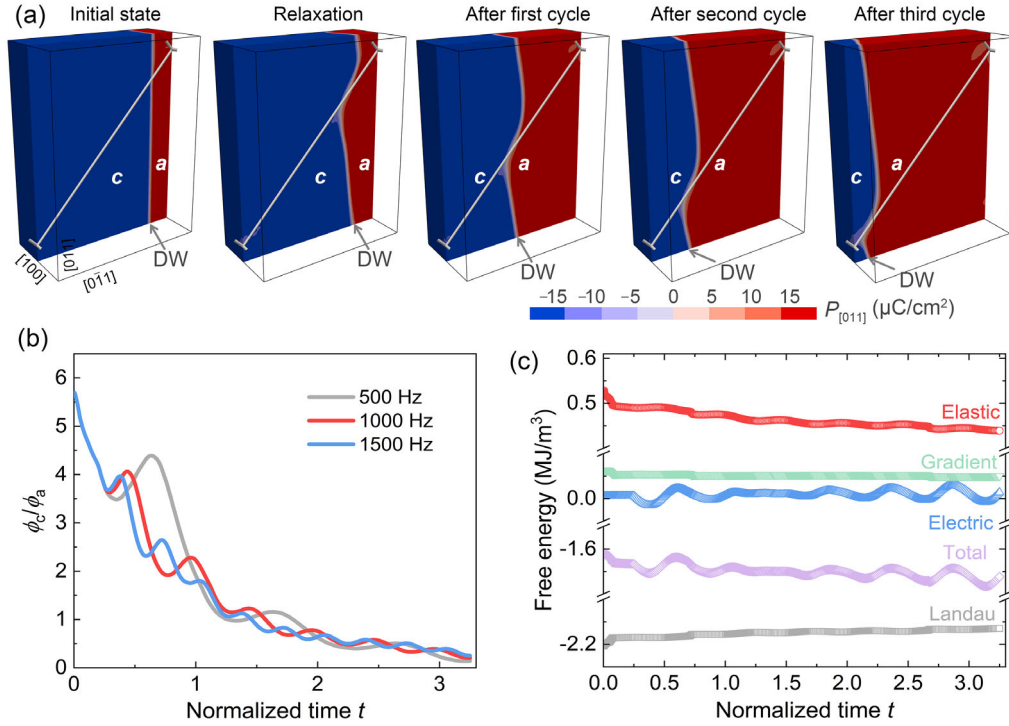 (a)
Initial state
Relaxation
After first cycle
After second cycle
After third cycle
c
a
c
a
c
a
c
a
c
a
DW
DW
DW
DW
DW
[100]
[011]
[01̄1]
−15 −10 −5 0 5 10 15
P[011] (μC/cm²)
(b)
6
5
4
3
2
1
0
ϕc/ϕa
500 Hz
1000 Hz
1500 Hz
0 1 2 3
Normalized time t
(c)
0.6
0.5
0.0
−1.6
−2.2
Free energy (MJ/m³)
Elastic
Gradient
Electric
Total
Landau
0.0 0.5 1.0 1.5 2.0 2.5 3.0
Normalized time t